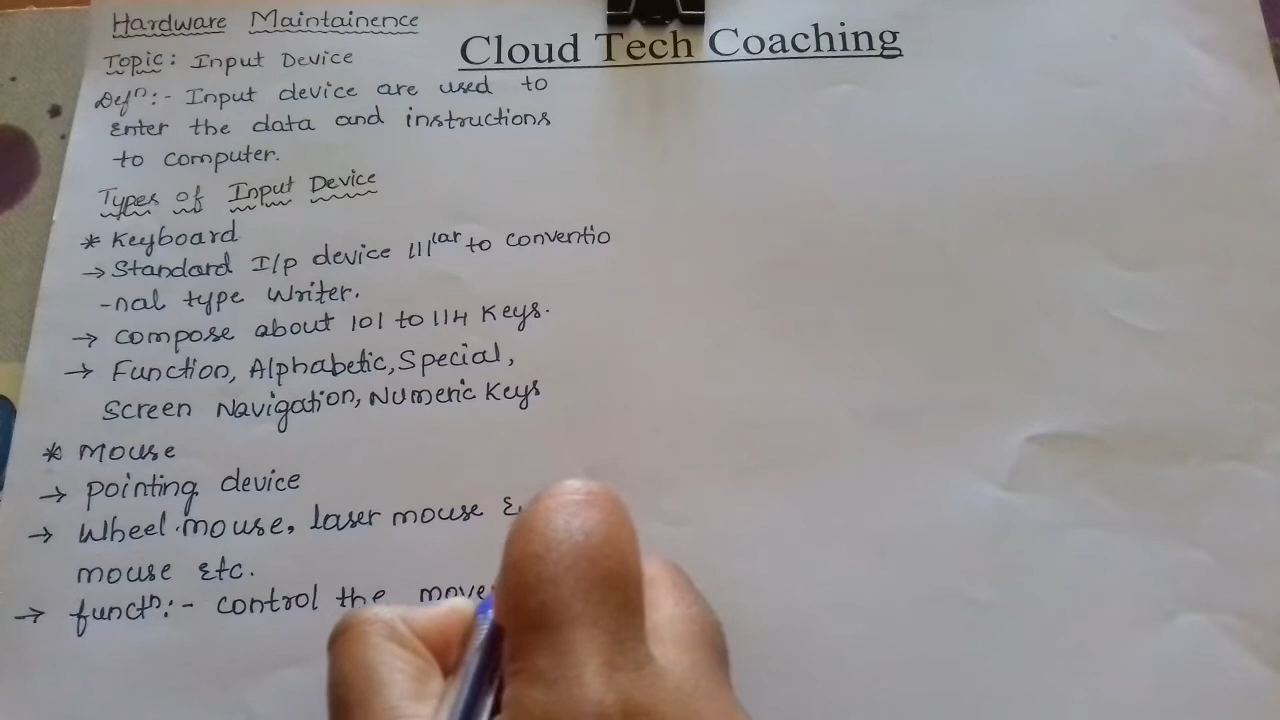 Hardware Maintainence
Cloud Tech Coaching
Topic: Input Device
Defn:- Input device are used to
Enter the data and instructions
to computer.
Types of Input Device
* Keyboard
→ Standard I/p device |||lar to conventio
-nal type Writer.
→ compose about 101 to 114 Keys.
→ Function, Alphabetic, Special,
Screen Navigation, Numeric Keys
* Mouse
→ pointing device
→ Wheel mouse, laser mouse &
mouse Etc.
→ functn:- control the move